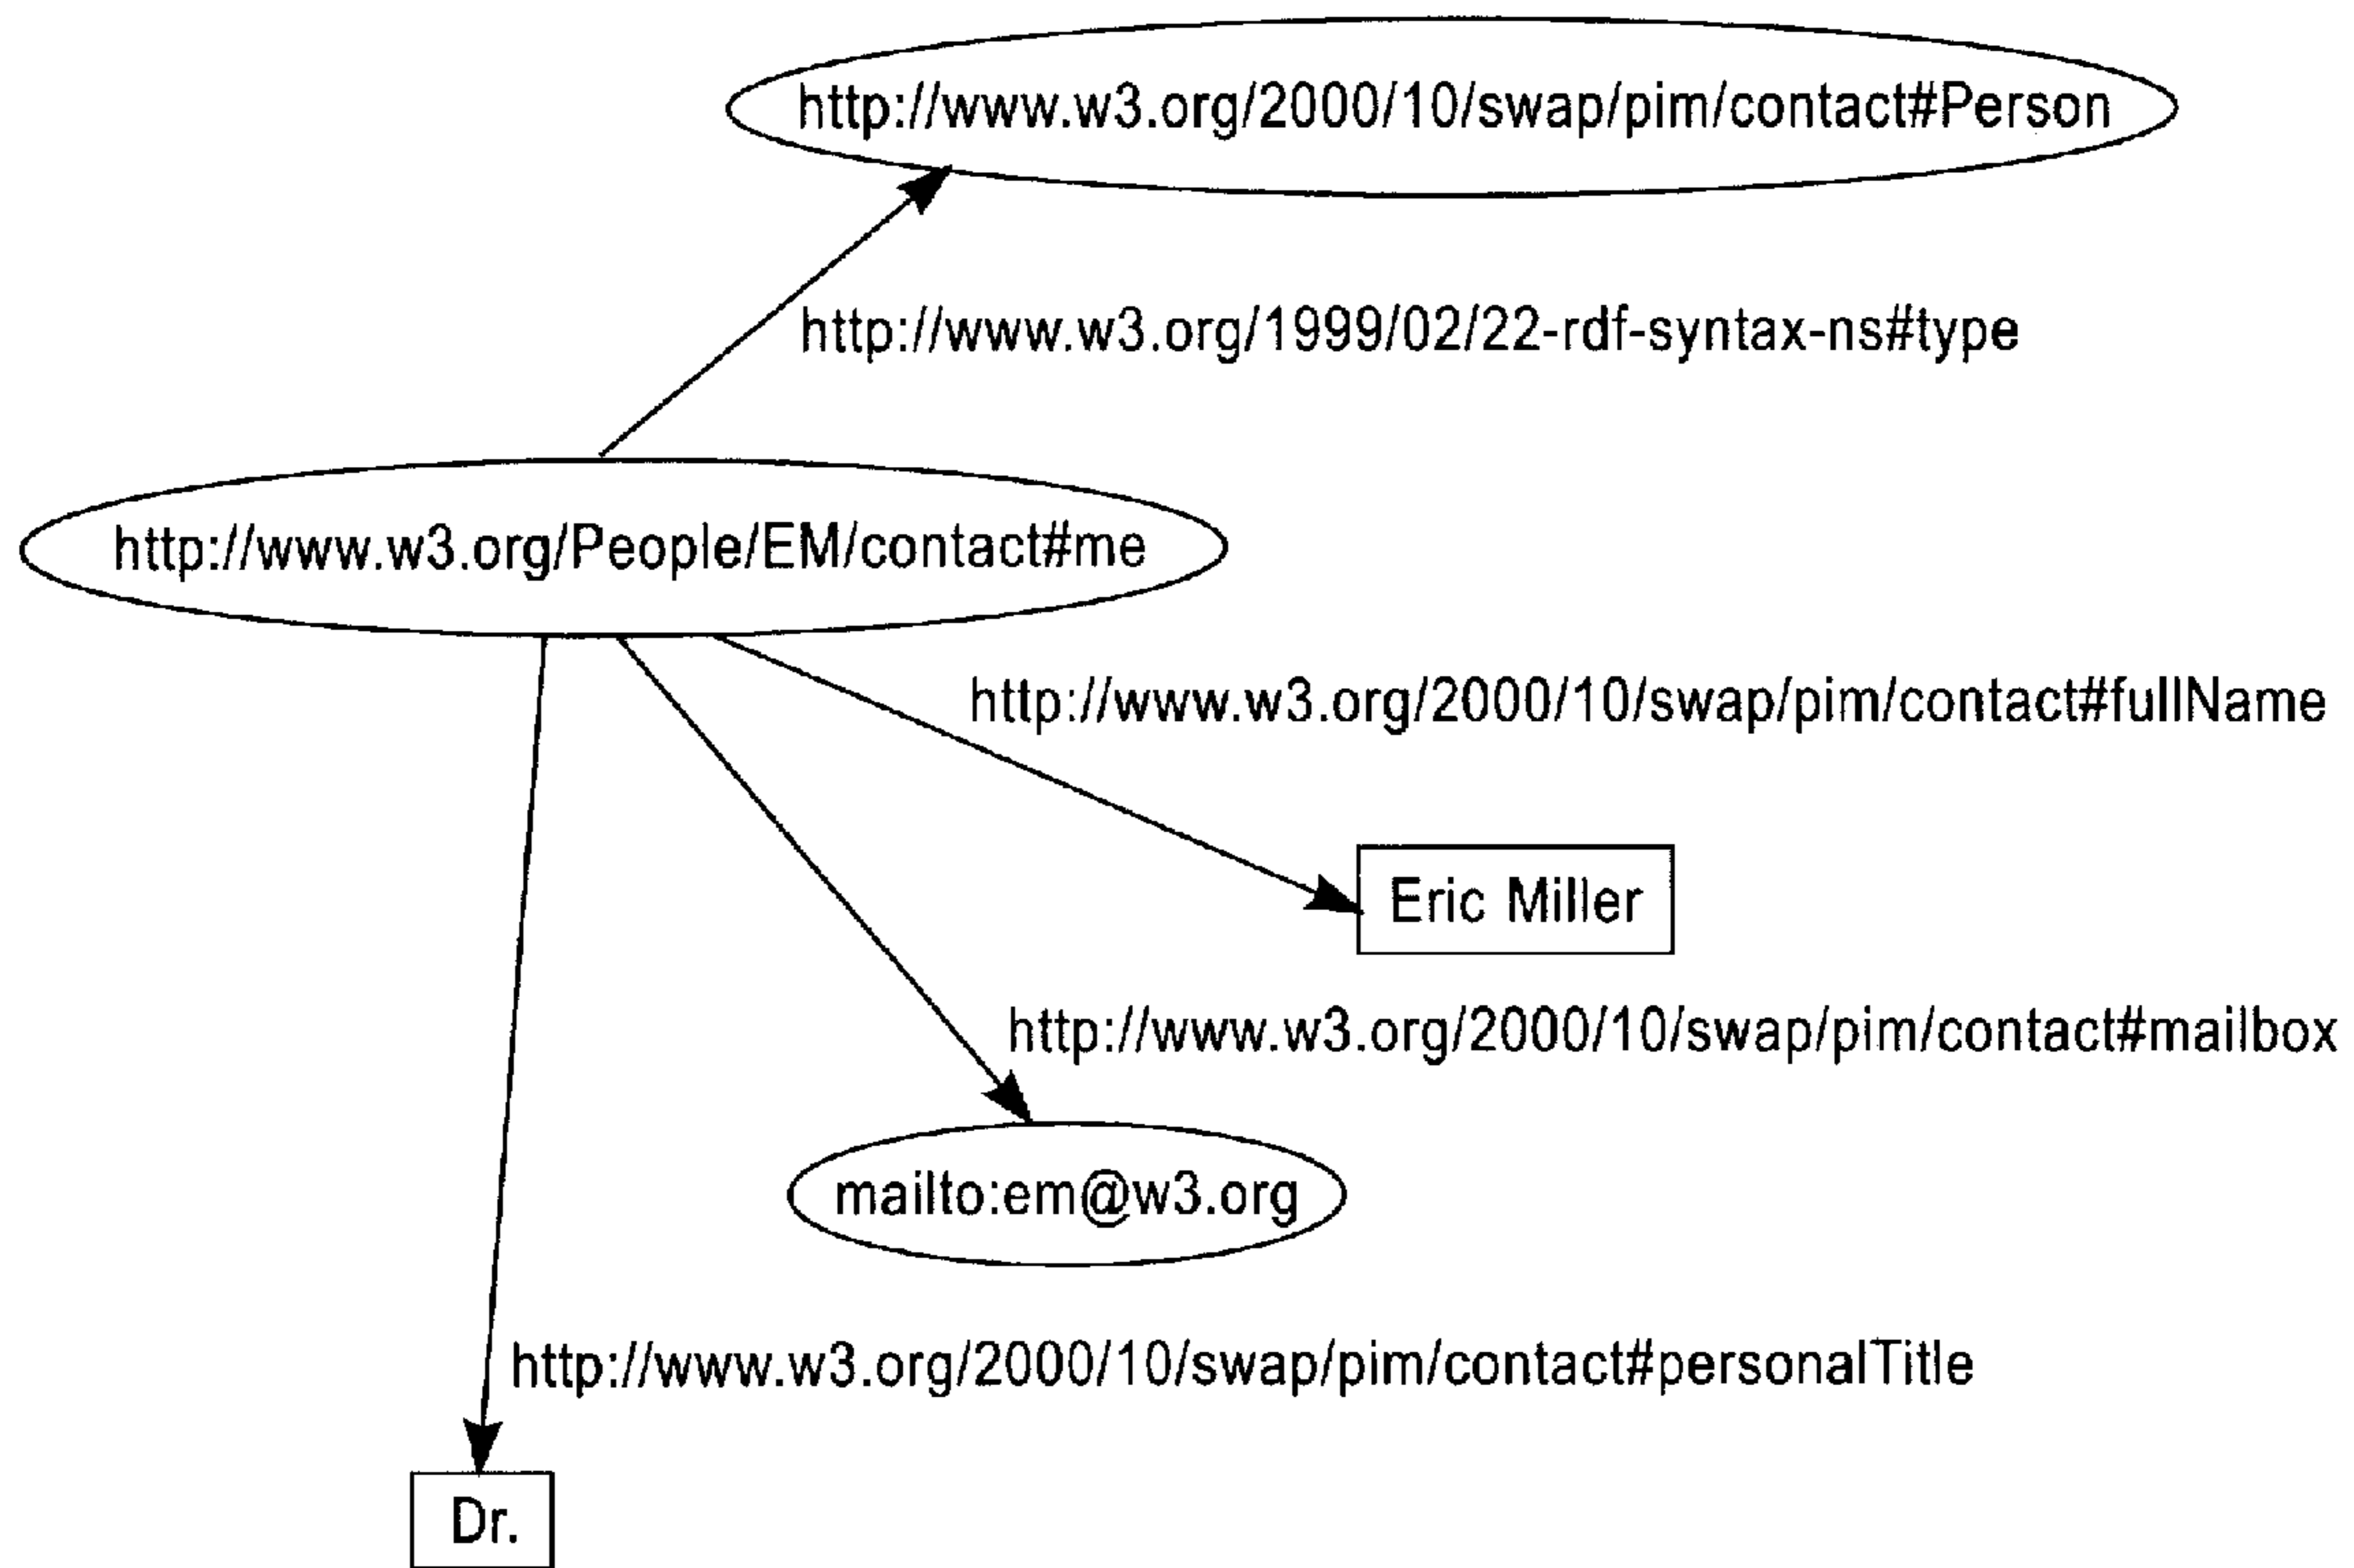 http://www.w3.org/2000/10/swap/pim/contact#Person
http://www.w3.org/1999/02/22-rdf-syntax-ns#type
http://www.w3.org/People/EM/contact#me
http://www.w3.org/2000/10/swap/pim/contact#fullName
Eric Miller
http://www.w3.org/2000/10/swap/pim/contact#mailbox
mailto:em@w3.org
http://www.w3.org/2000/10/swap/pim/contact#personalTitle
Dr.